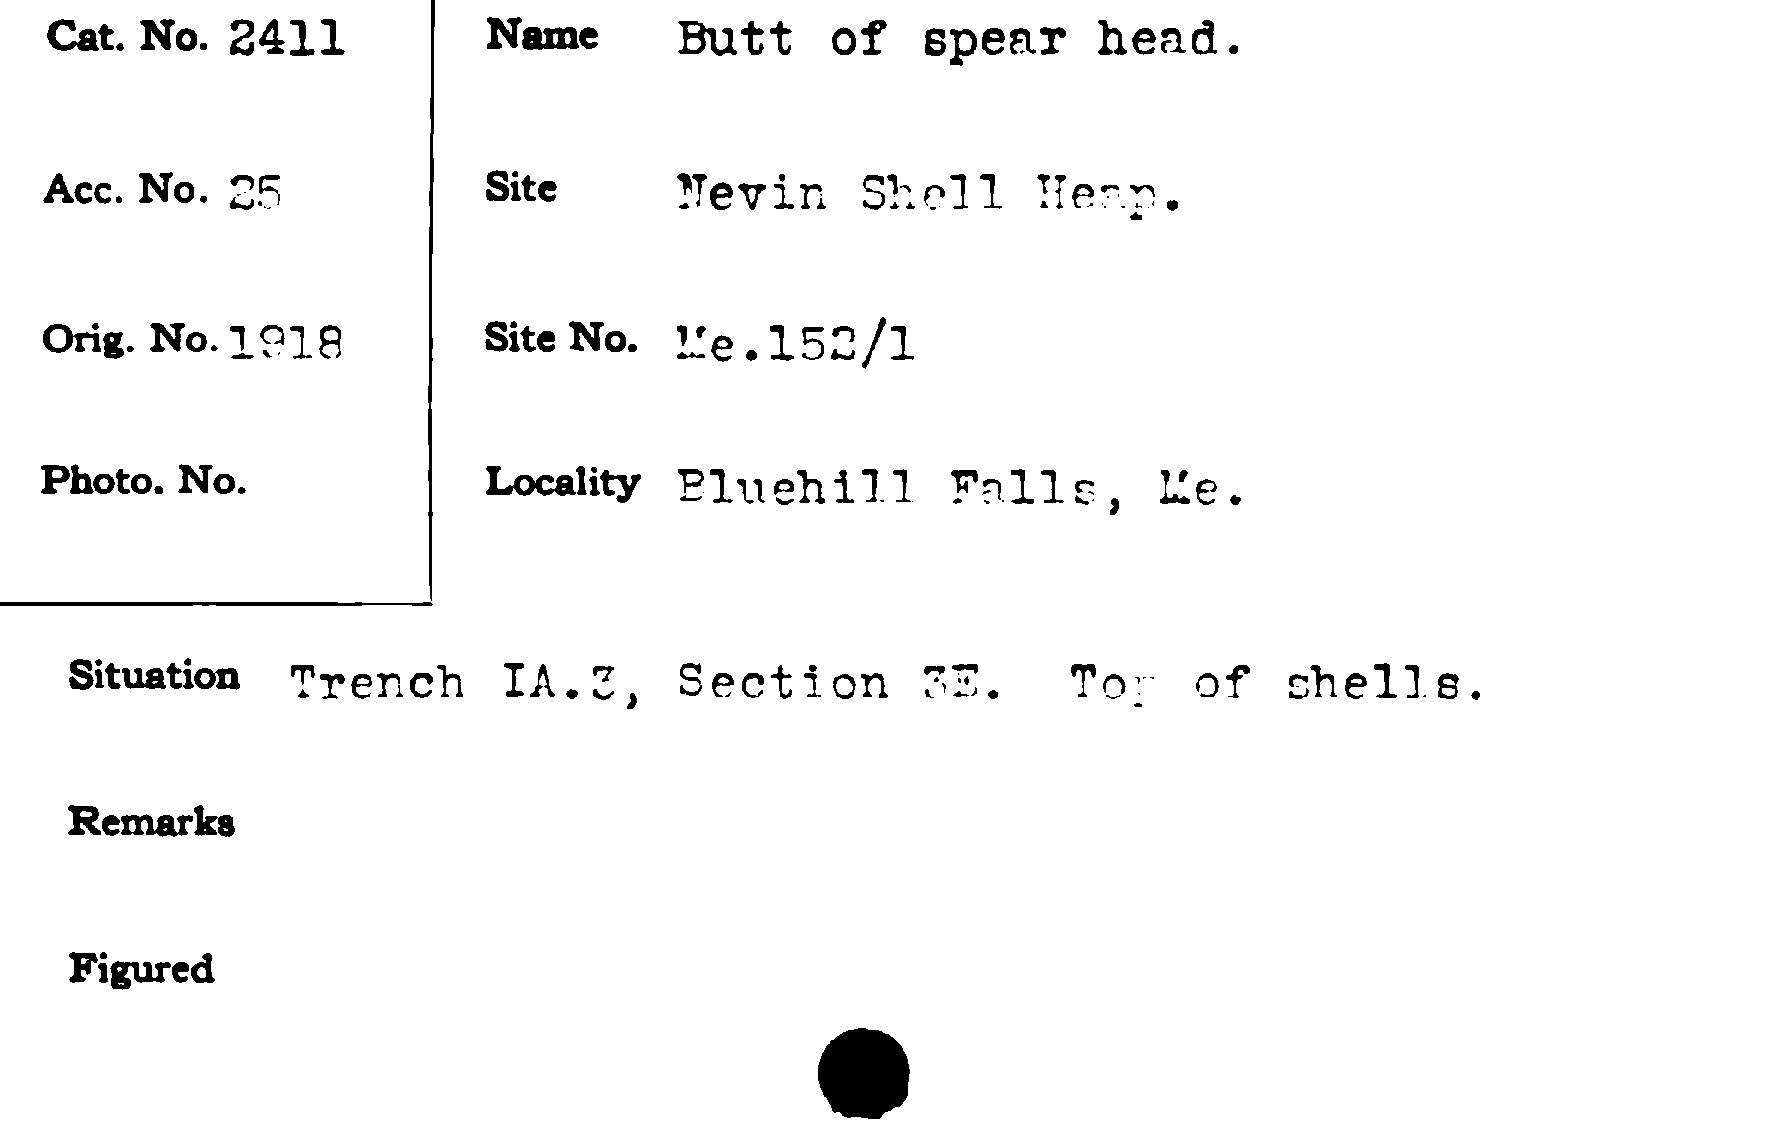 Cat. No. 2411
Name Butt of spear head.
Acc. No. 25
Site Nevin Shell Heap.
Orig. No. 1918
Site No. Me.152/1
Photo. No.
Locality Bluehill Falls, Me.
Situation Trench IA.3, Section 3E. Top of shells.
Remarks
Figured